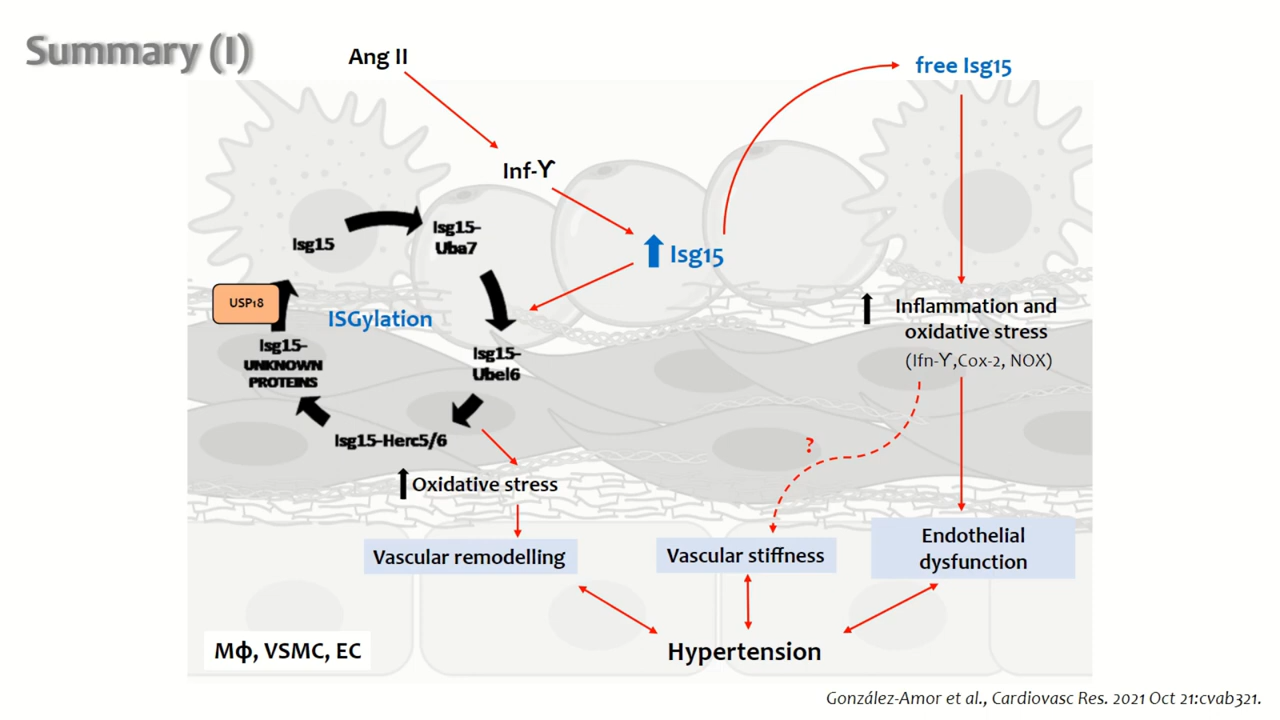 Summary (I)
Ang II
free Isg15
Inf-ϒ
Isg15
Isg15-
Uba7
Isg15
USP18
ISGylation
Inflammation and
oxidative stress
(Ifn-ϒ,Cox-2, NOX)
Isg15-
UNKNOWN
PROTEINS
Isg15-
Ubel6
Isg15-Herc5/6
?
Oxidative stress
Vascular remodelling
Vascular stiffness
Endothelial
dysfunction
Mϕ, VSMC, EC
Hypertension
González-Amor et al., Cardiovasc Res. 2021 Oct 21:cvab321.